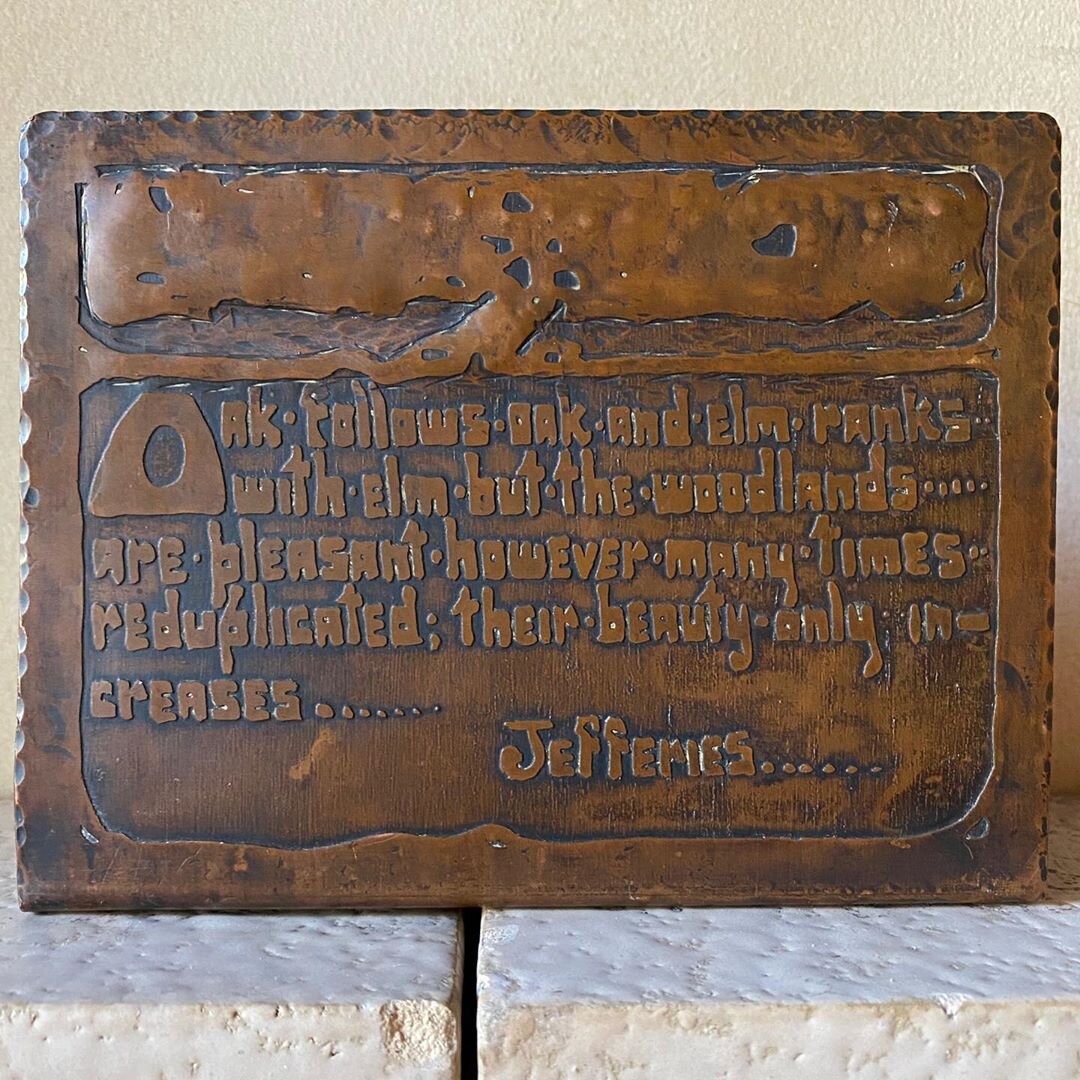 Oak·follows·oak·and·elm·ranks··
with·elm·but·the·woodlands·····
are·pleasant·however·many·times··
reduplicated; their·beauty·only in-
creases.......
Jefferies.......